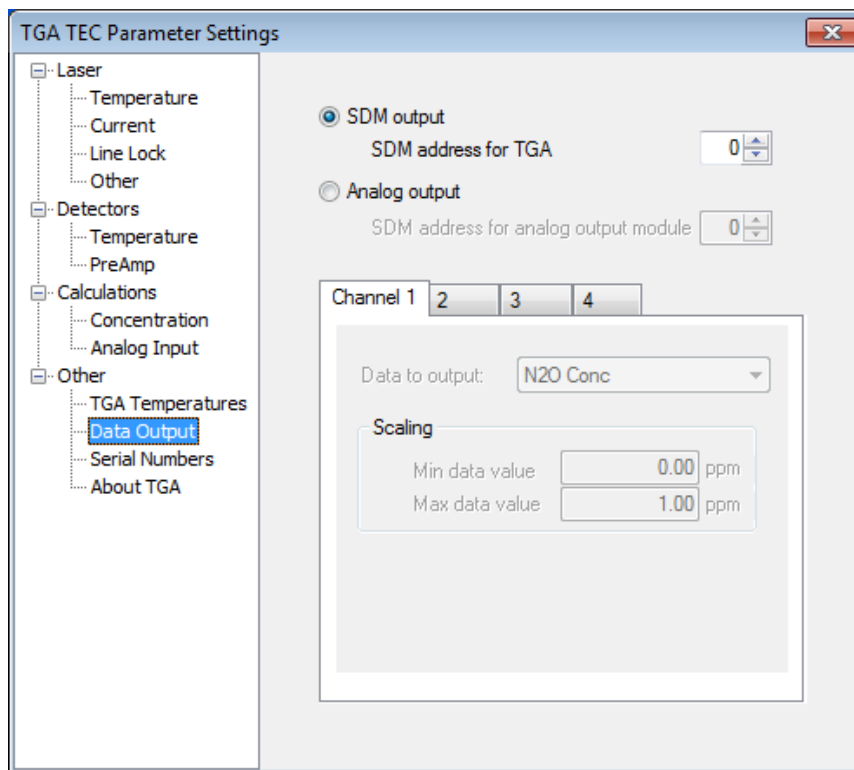 TGA TEC Parameter Settings
Laser
Temperature
Current
Line Lock
Other
Detectors
Temperature
PreAmp
Calculations
Concentration
Analog Input
Other
TGA Temperatures
Data Output
Serial Numbers
About TGA
SDM output
SDM address for TGA 0
Analog output
SDM address for analog output module 0
Channel 1 2 3 4
Data to output: N2O Conc
Scaling
Min data value 0.00 ppm
Max data value 1.00 ppm